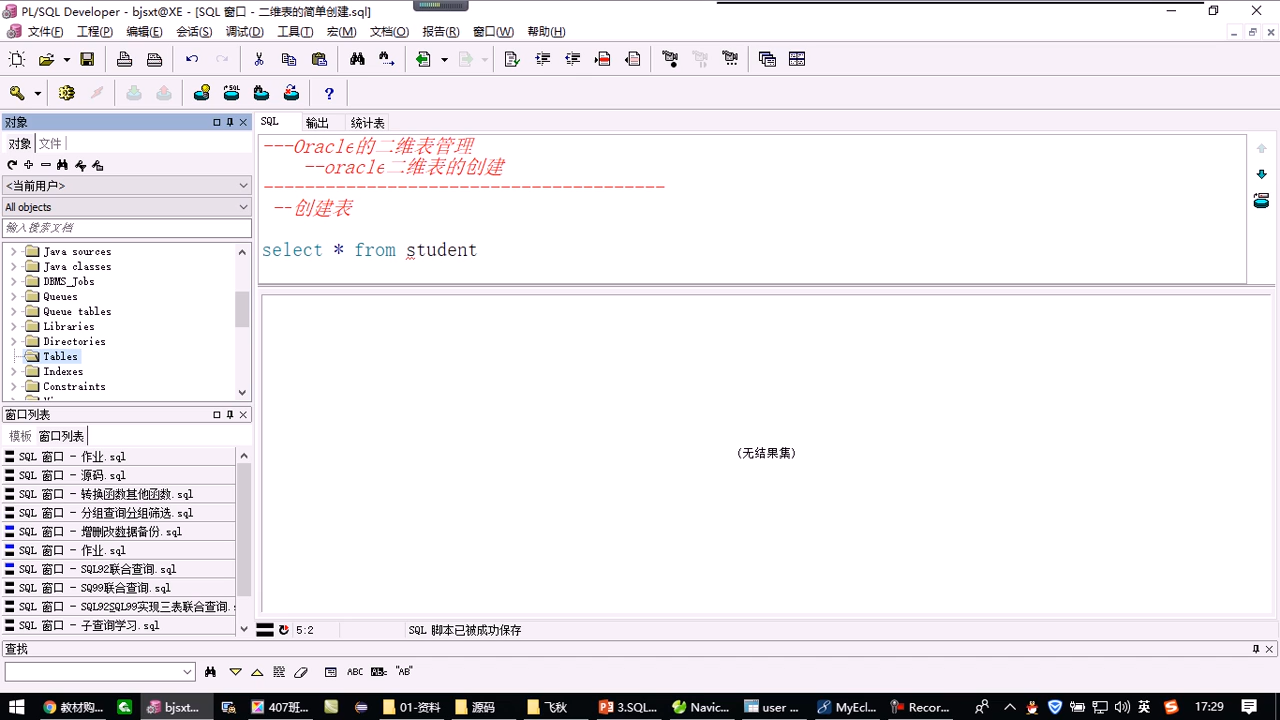 PL/SQL Developer - bjsxt@XE - [SQL 窗口 - 二维表的简单创建.sql]
文件(F) 工程(P) 编辑(E) 会话(S) 调试(D) 工具(T) 宏(M) 文档(O) 报告(R) 窗口(W) 帮助(H)
对象
对象 文件
<当前用户>
All objects
输入搜索文档
Java sources
Java classes
DBMS_Jobs
Queues
Queue tables
Libraries
Directories
Tables
Indexes
Constraints
窗口列表
模板 窗口列表
SQL 窗口 - 作业.sql
SQL 窗口 - 源码.sql
SQL 窗口 - 转换函数其他函数.sql
SQL 窗口 - 分组查询分组筛选.sql
SQL 窗口 - 增删改数据备份.sql
SQL 窗口 - 作业.sql
SQL 窗口 - SQL92联合查询.sql
SQL 窗口 - SQ99联合查询.sql
SQL 窗口 - SQL92SQL99实现三表联合查询.s
SQL 窗口 - 子查询学习.sql
SQL 输出 统计表
---Oracle的二维表管理
--oracle二维表的创建
---------------------------------------
--创建表
select * from student
(无结果集)
5:2 SQL 脚本已被成功保存
查找
ABC ABc "AB"
教材购... bjsxt... 407班... 01-资料 源码 飞秋 3.SQL... Navic... user ... MyEcl... Recor... 17:29